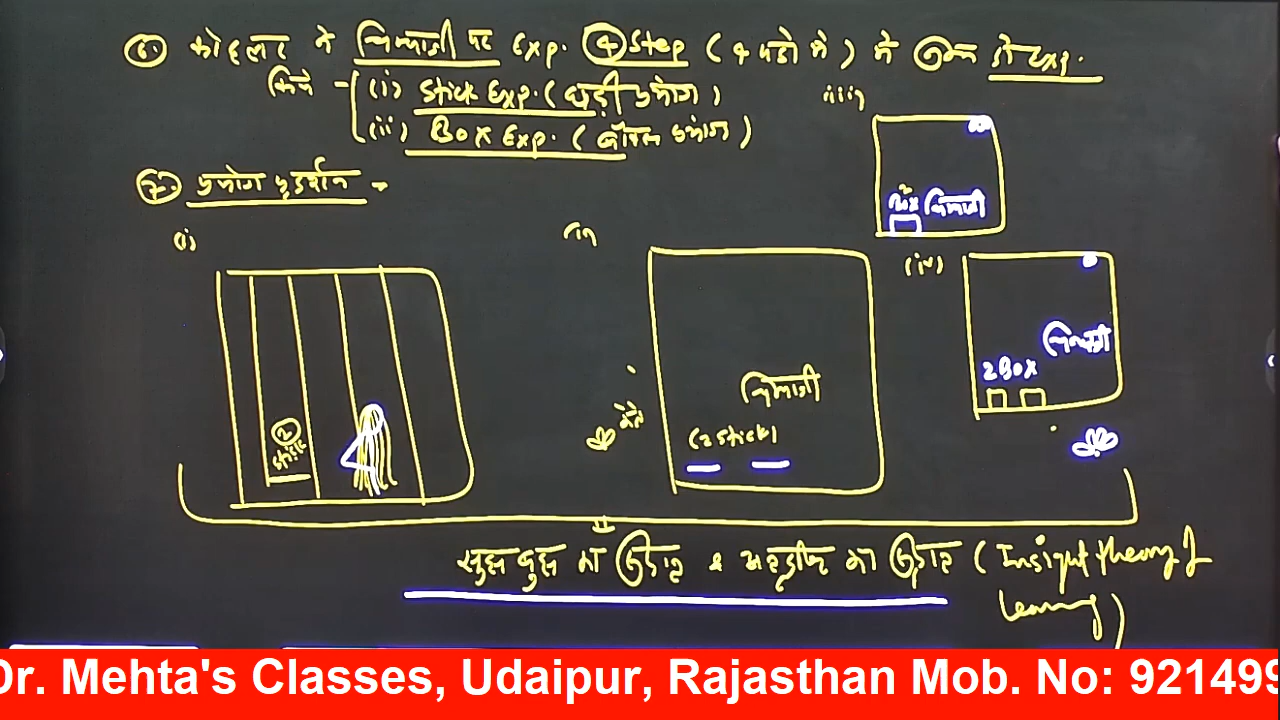 ⑥ कोहलर ने चिम्पांजी पर Exp. ④ Step ( 4 पदो में ) में किये दो Exp.
किये - (i) Stick Exp. ( छड़ी प्रयोग )
(ii) Box Exp. ( बॉक्स प्रयोग )
⑦ प्रयोग प्रदर्शन -
(i)
① Stick
(ii)
चिम्पांजी
(2 stick)
केले
(iii)
Box चिम्पांजी
(iv)
चिम्पांजी
2 Box
सुझ बुझ का सिद्धांत & अन्तर्दृष्टि का सिद्धांत ( Insight theory of
Learning )
Dr. Mehta's Classes, Udaipur, Rajasthan Mob. No: 921499